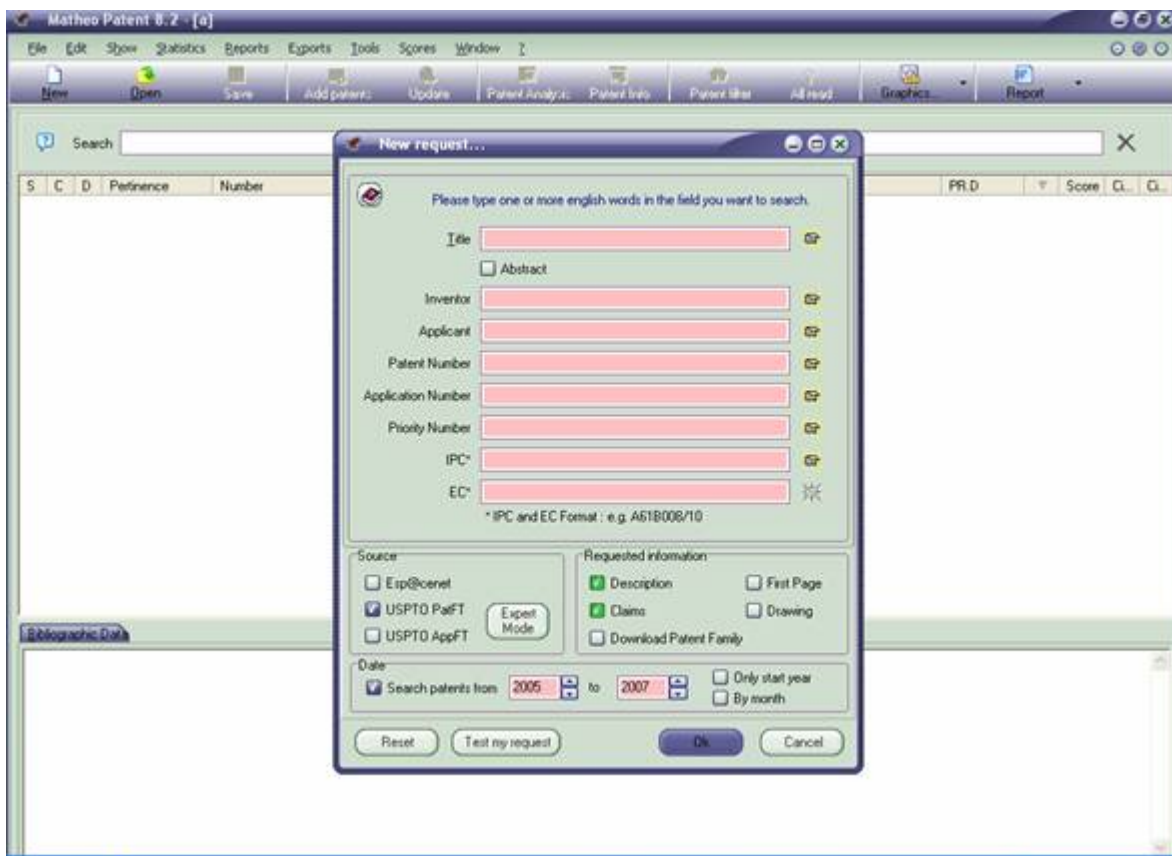 Matheo Patent 8.2 - [a]
File Edit Show Statistics Reports Exports Tools Scores Window ?
New Open Save Add patents Update Patent Analysis Patent Info Patent filter All read Graphics... Report
Search
New request...
S C D Pertinence Number PR.D Score Ci... Ci...
Please type one or more english words in the field you want to search.
Title
Abstract
Inventor
Applicant
Patent Number
Application Number
Priority Number
IPC*
EC*
* IPC and EC Format : e.g. A61B006/10
Source
Esp@cenet
USPTO PatFT
USPTO AppFT
Expert
Mode
Requested information
Description First Page
Claims Drawing
Download Patent Family
Bibliographic Data
Date
Search patents from 2005 to 2007
Only start year
By month
Reset Test my request Ok Cancel